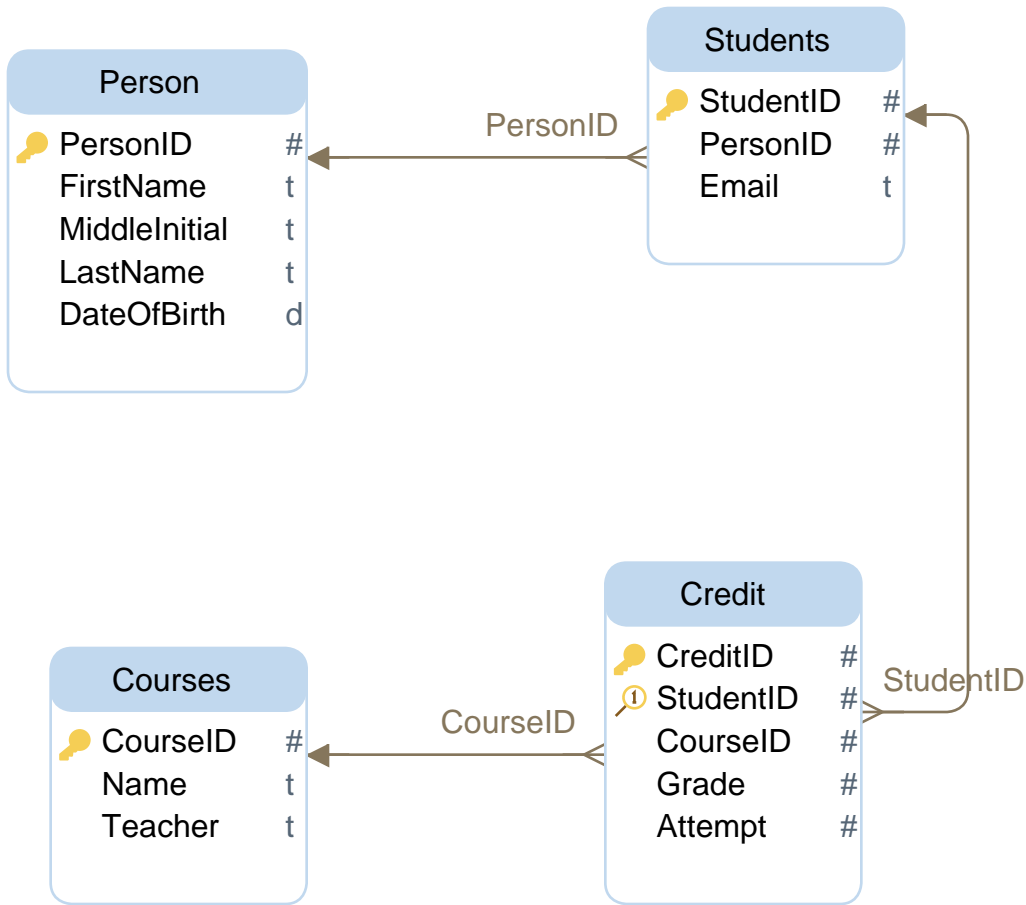 Person
PersonID #
FirstName t
MiddleInitial t
LastName t
DateOfBirth d
PersonID
Students
StudentID #
PersonID #
Email t
Courses
CourseID #
Name t
Teacher t
CourseID
Credit
CreditID #
1 StudentID #
CourseID #
Grade #
Attempt #
StudentID